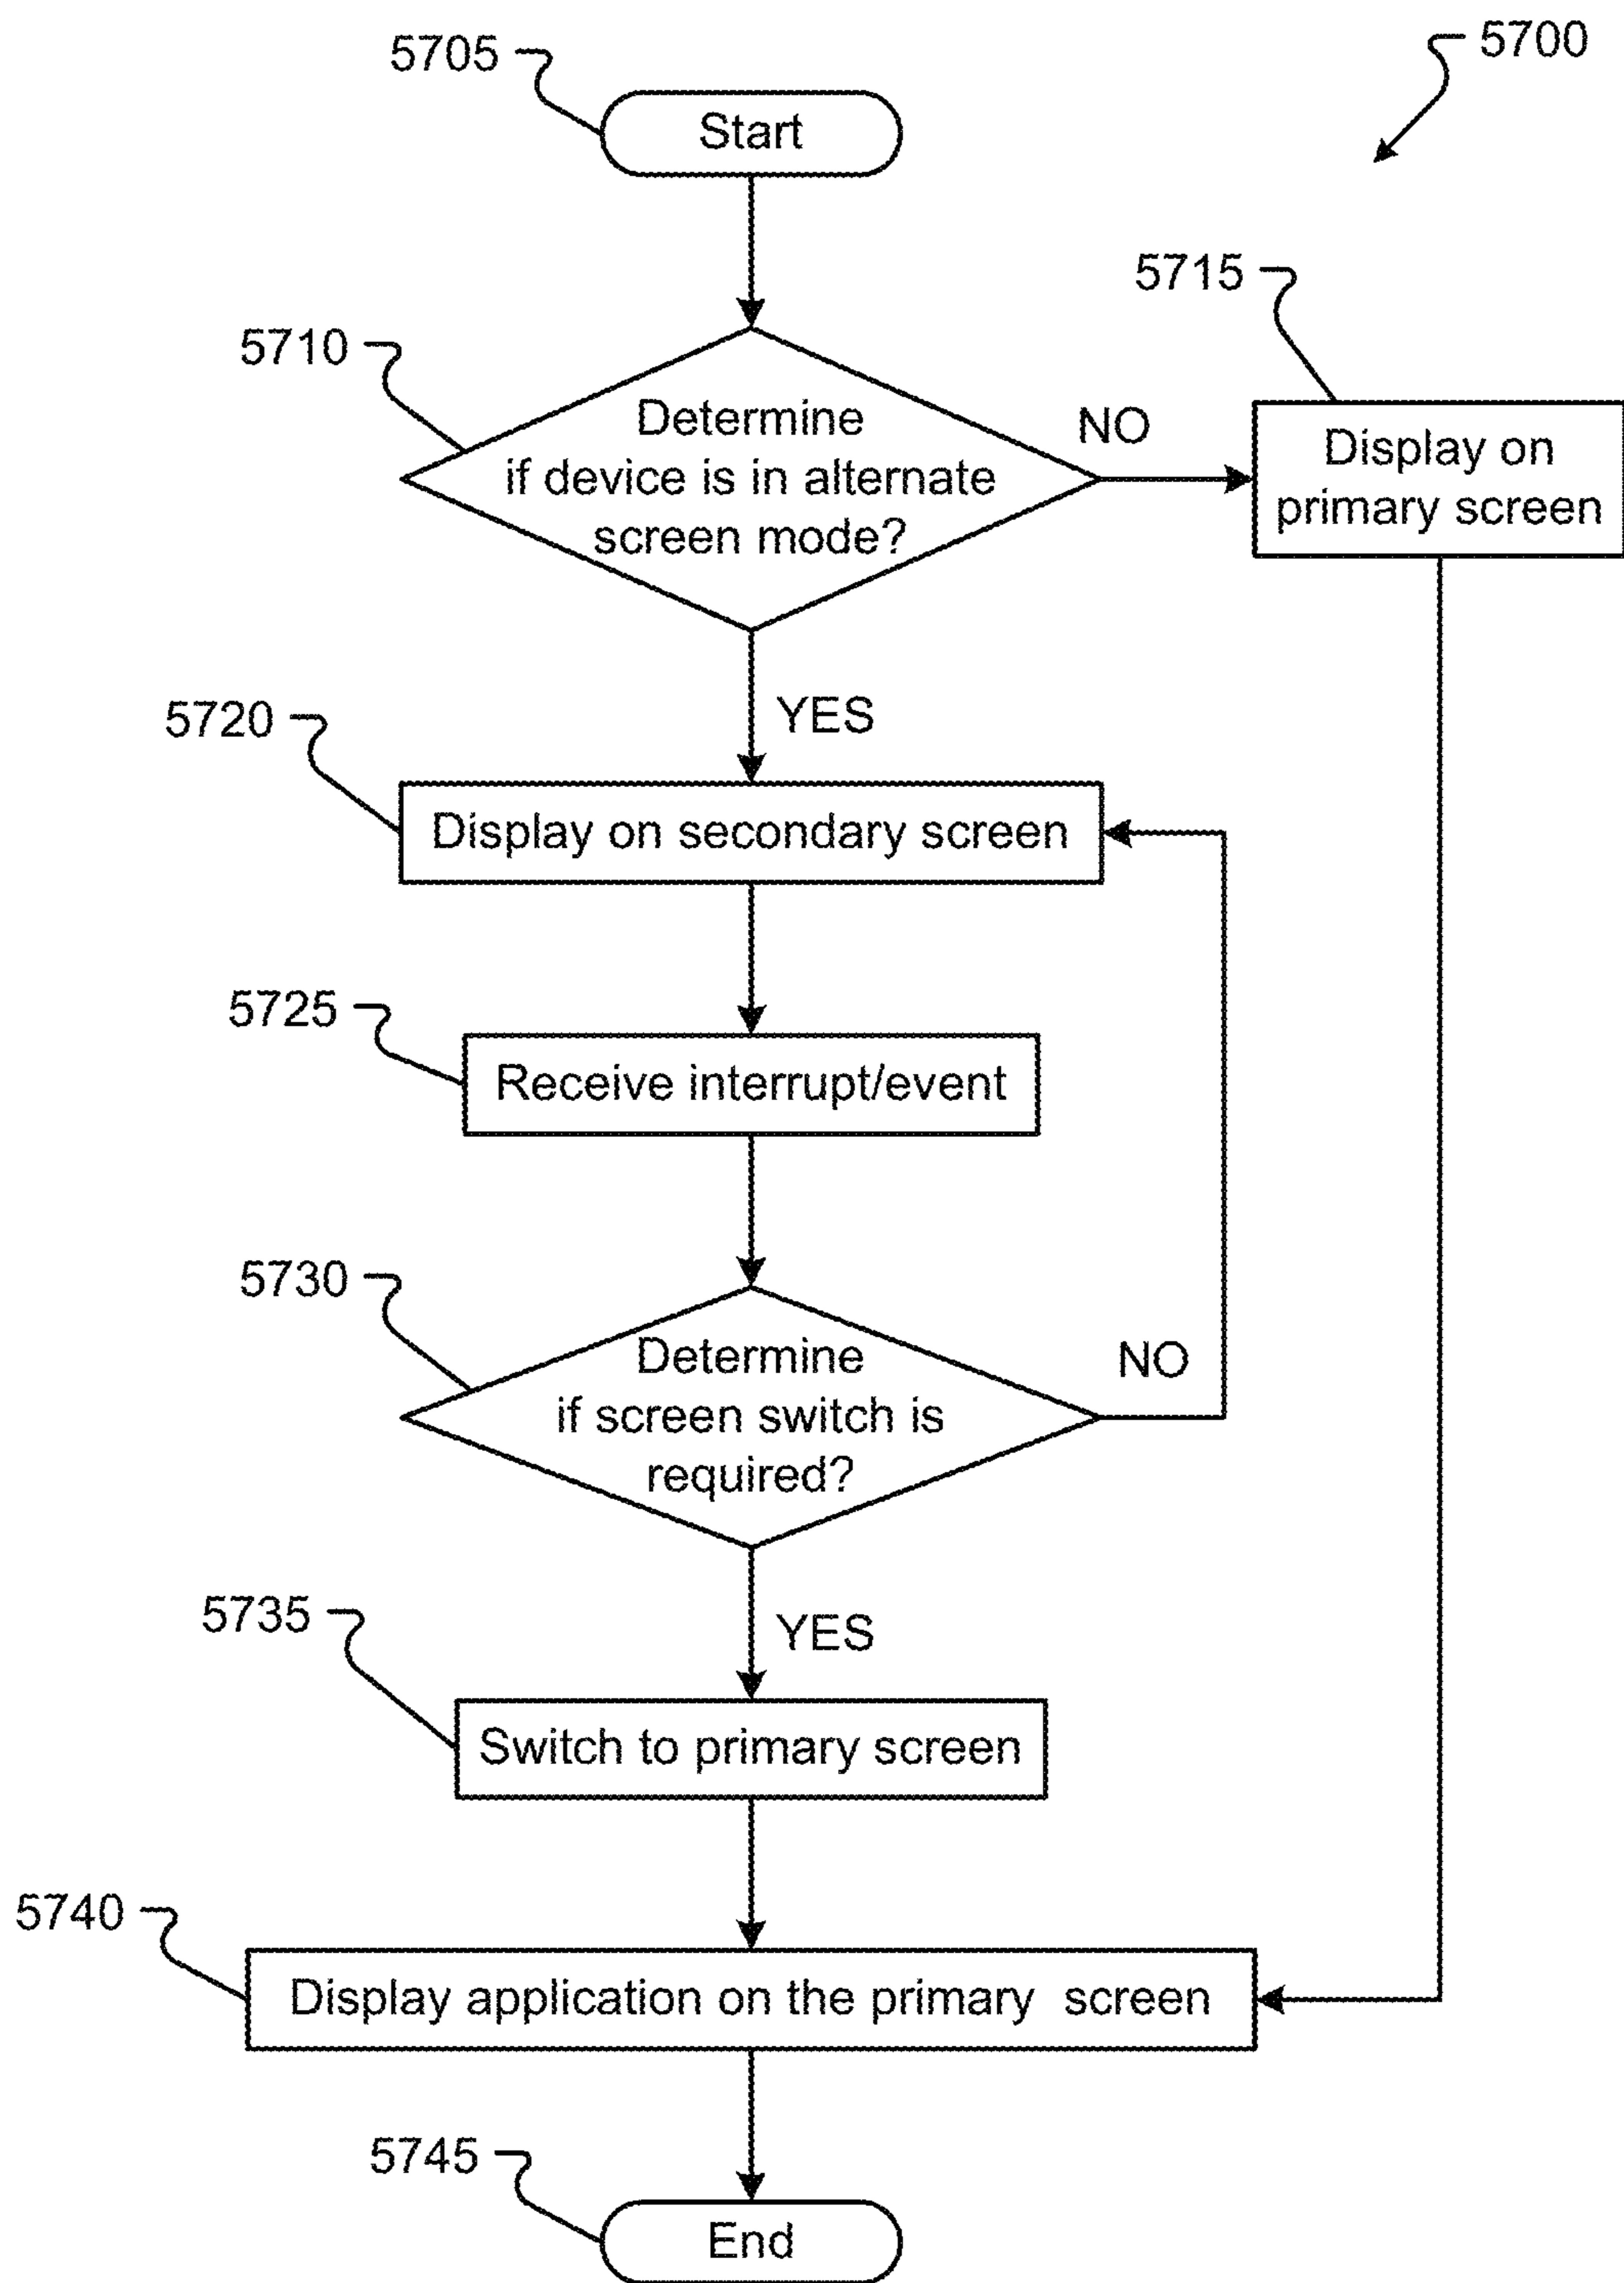 5705
5700
Start
5715
5710
Determine
if device is in alternate
screen mode?
NO
Display on
primary screen
YES
5720
Display on secondary screen
5725
Receive interrupt/event
5730
Determine
if screen switch is
required?
NO
5735
YES
Switch to primary screen
5740
Display application on the primary screen
5745
End